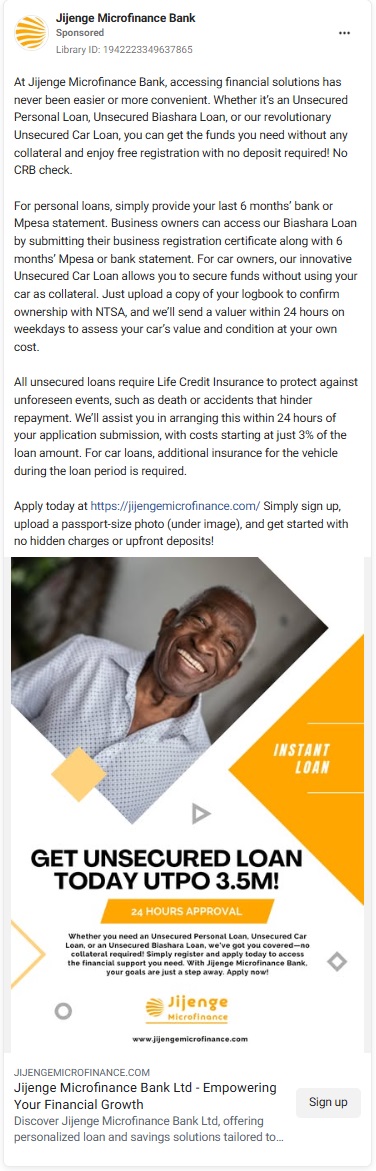 Jijenge Microfinance Bank
Sponsored
Library ID: 1942223349637865
At Jijenge Microfinance Bank, accessing financial solutions has
never been easier or more convenient. Whether it's an Unsecured
Personal Loan, Unsecured Biashara Loan, or our revolutionary
Unsecured Car Loan, you can get the funds you need without any
collateral and enjoy free registration with no deposit required! No
CRB check.
For personal loans, simply provide your last 6 months' bank or
Mpesa statement. Business owners can access our Biashara Loan
by submitting their business registration certificate along with 6
months' Mpesa or bank statement. For car owners, our innovative
Unsecured Car Loan allows you to secure funds without using your
car as collateral. Just upload a copy of your logbook to confirm
ownership with NTSA, and we'll send a valuer within 24 hours on
weekdays to assess your car's value and condition at your own
cost.
All unsecured loans require Life Credit Insurance to protect against
unforeseen events, such as death or accidents that hinder
repayment. We'll assist you in arranging this within 24 hours of
your application submission, with costs starting at just 3% of the
loan amount. For car loans, additional insurance for the vehicle
during the loan period is required.
Apply today at https://jijengemicrofinance.com/ Simply sign up,
upload a passport-size photo (under image), and get started with
no hidden charges or upfront deposits!
INSTANT
LOAN
GET UNSECURED LOAN
TODAY UTPO 3.5M!
24 HOURS APPROVAL
Whether you need an Unsecured Personal Loan, Unsecured Car
Loan, or an Unsecured Biashara Loan, we've got you covered—no
collateral required! Simply register and apply today to access
the financial support you need. With Jijenge Microfinance Bank,
your goals are just a step away. Apply now!
Jijenge
Microfinance
www.jijengemicrofinance.com
JIJENGEMICROFINANCE.COM
Jijenge Microfinance Bank Ltd - Empowering
Your Financial Growth
Discover Jijenge Microfinance Bank Ltd, offering
personalized loan and savings solutions tailored to...
Sign up